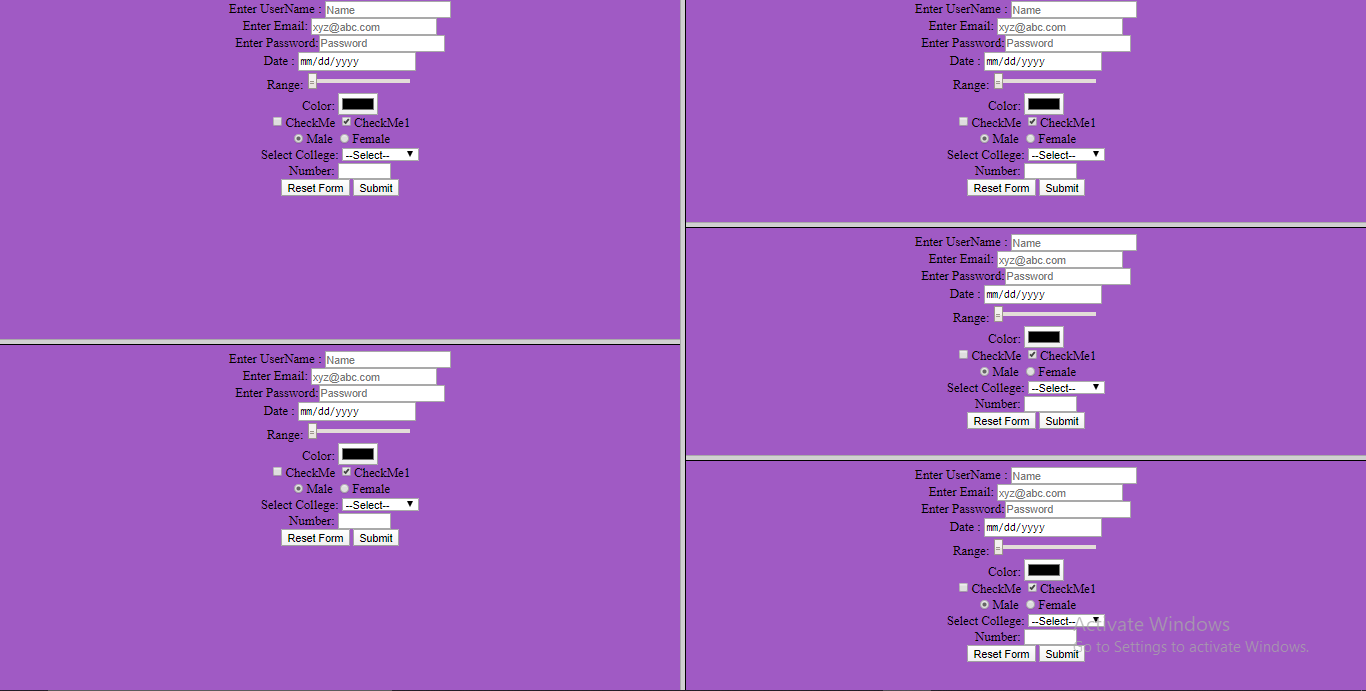 Enter UserName : Name
Enter Email: xyz@abc.com
Enter Password: Password
Date : mm/dd/yyyy
Range:
Color:
CheckMe CheckMe1
Male Female
Select College: --Select--
Number:
Reset Form Submit
Enter UserName : Name
Enter Email: xyz@abc.com
Enter Password: Password
Date : mm/dd/yyyy
Range:
Color:
CheckMe CheckMe1
Male Female
Select College: --Select--
Number:
Reset Form Submit
Enter UserName : Name
Enter Email: xyz@abc.com
Enter Password: Password
Date : mm/dd/yyyy
Range:
Color:
CheckMe CheckMe1
Male Female
Select College: --Select--
Number:
Reset Form Submit
Enter UserName : Name
Enter Email: xyz@abc.com
Enter Password: Password
Date : mm/dd/yyyy
Range:
Color:
CheckMe CheckMe1
Male Female
Select College: --Select--
Number:
Reset Form Submit
Enter UserName : Name
Enter Email: xyz@abc.com
Enter Password: Password
Date : mm/dd/yyyy
Range:
Color:
CheckMe CheckMe1
Male Female
Select College: --Select--
Number:
Reset Form Submit
Activate Windows
Go to Settings to activate Windows.